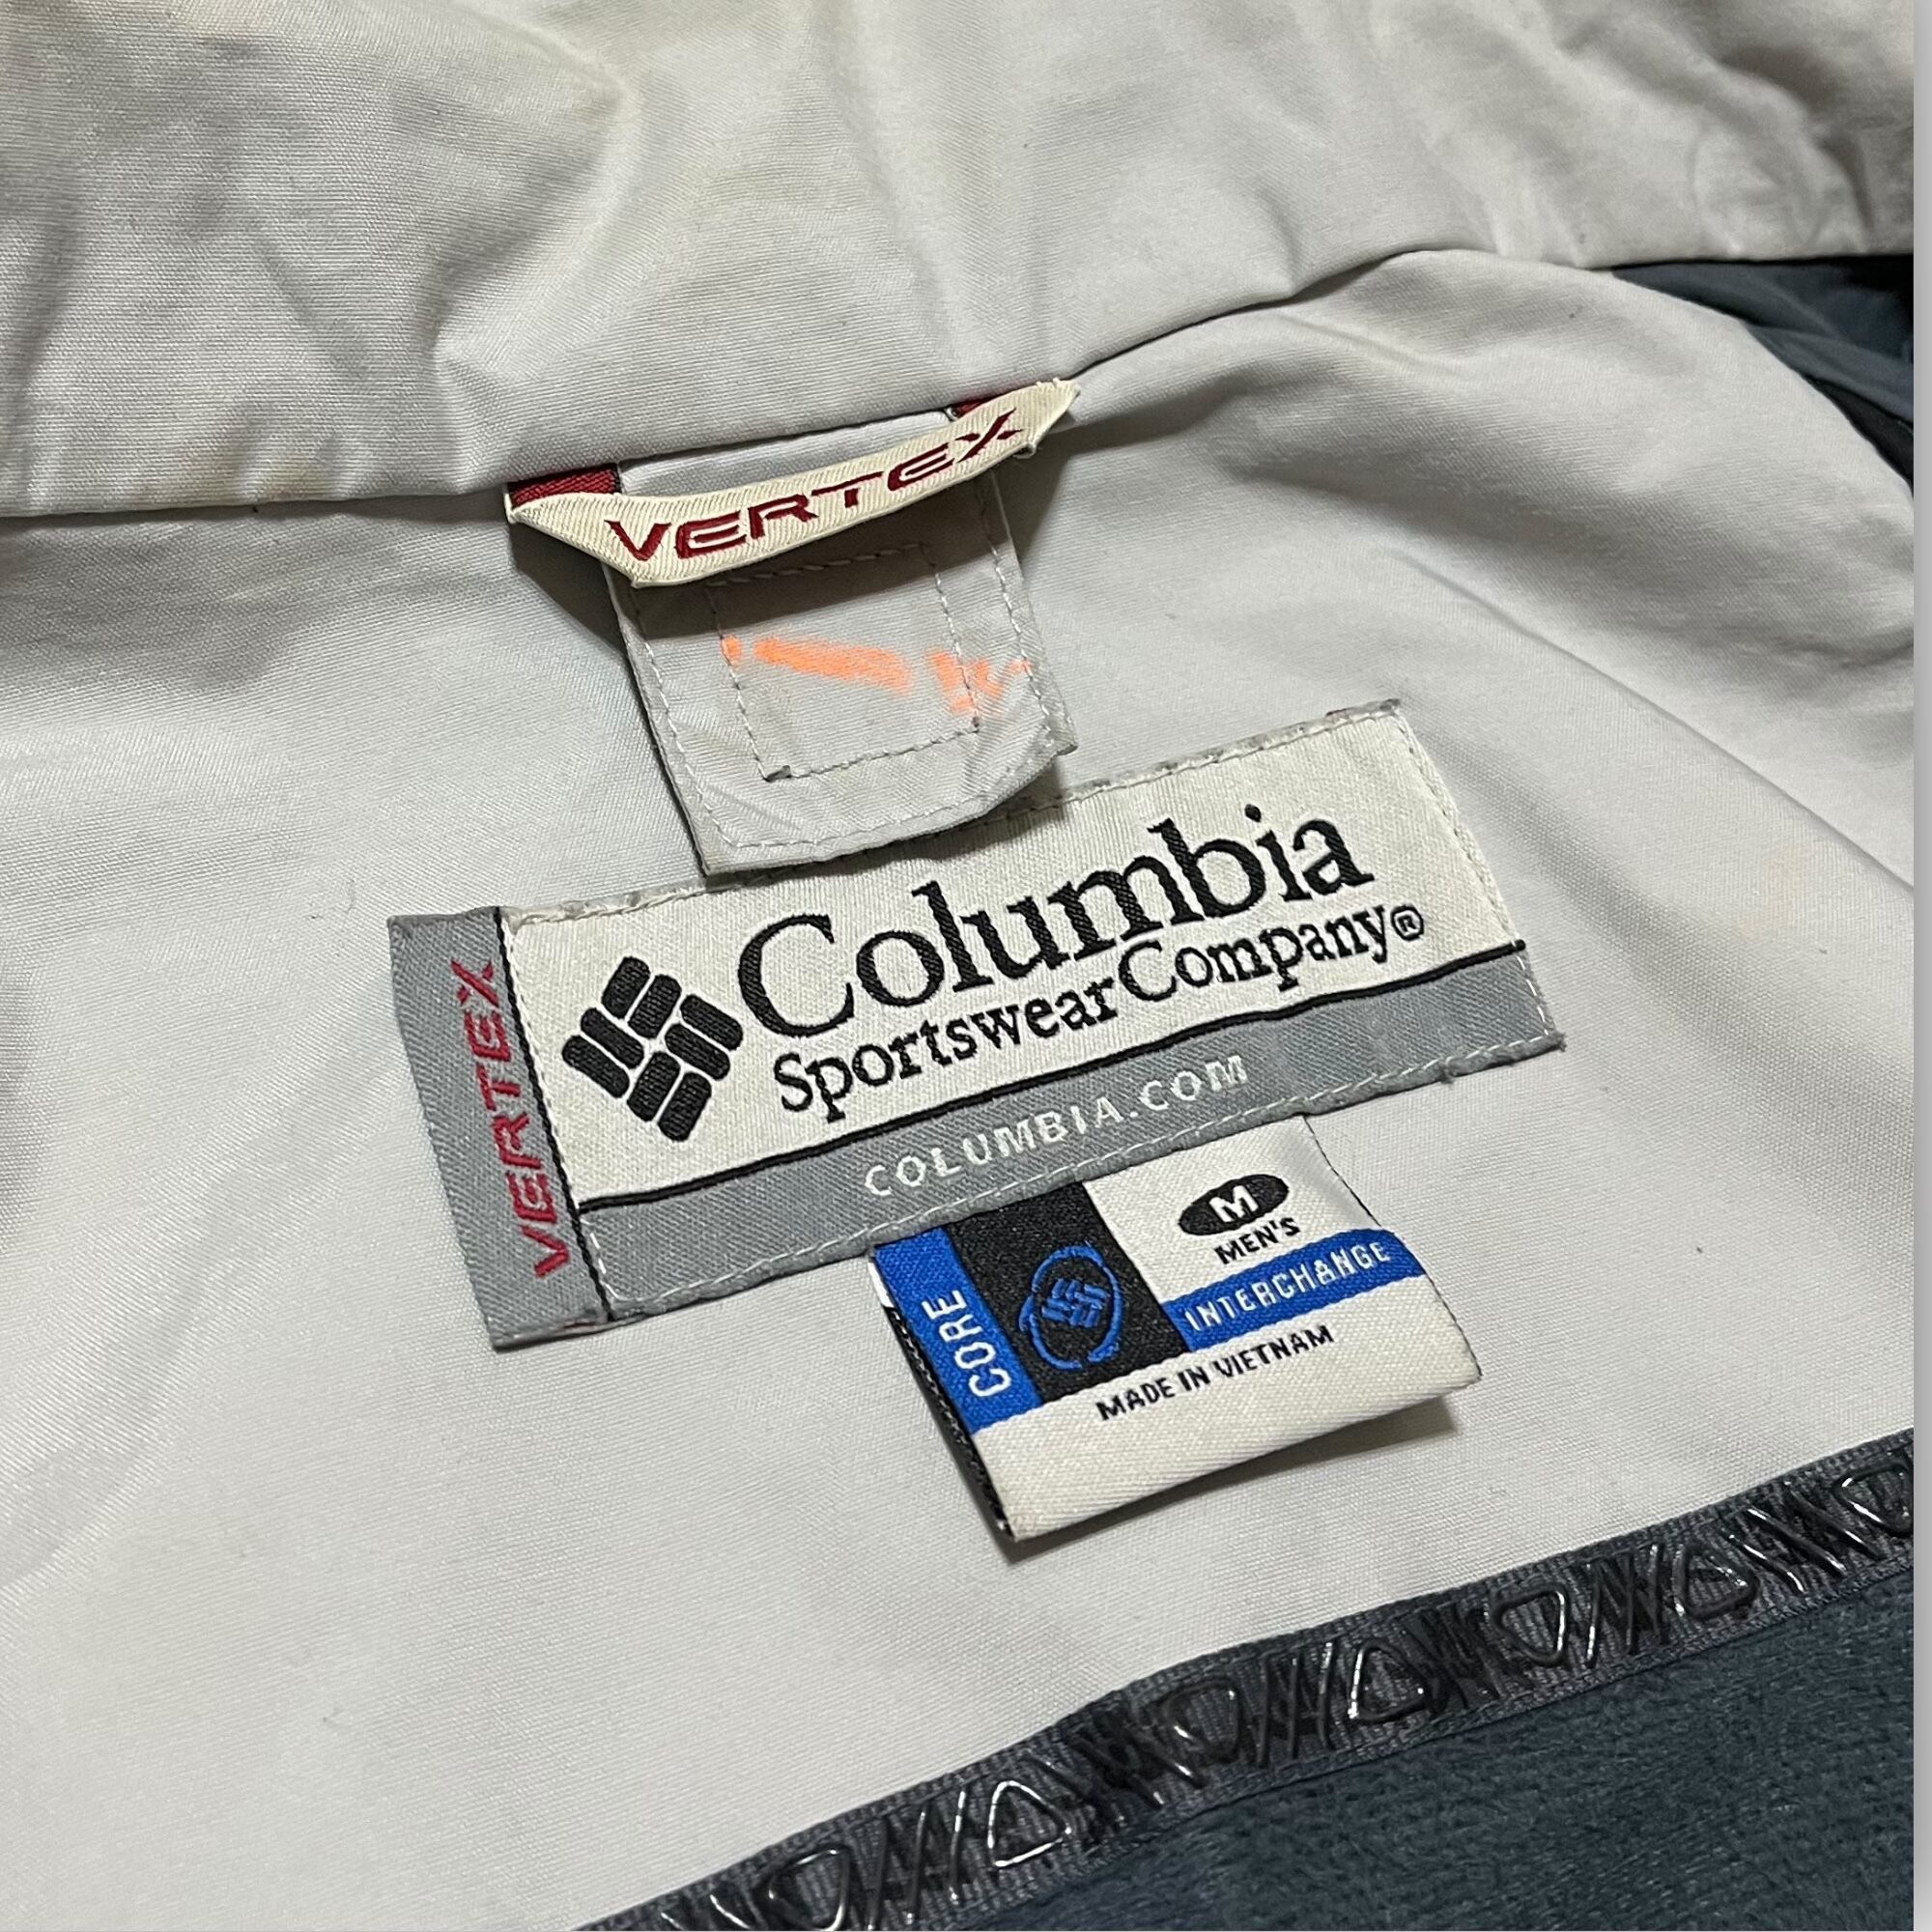 VERTEX
VERTEX
Columbia
Sportswear Company®
COLUMBIA.COM
CORE
M
MEN'S
INTERCHANGE
MADE IN VIETNAM